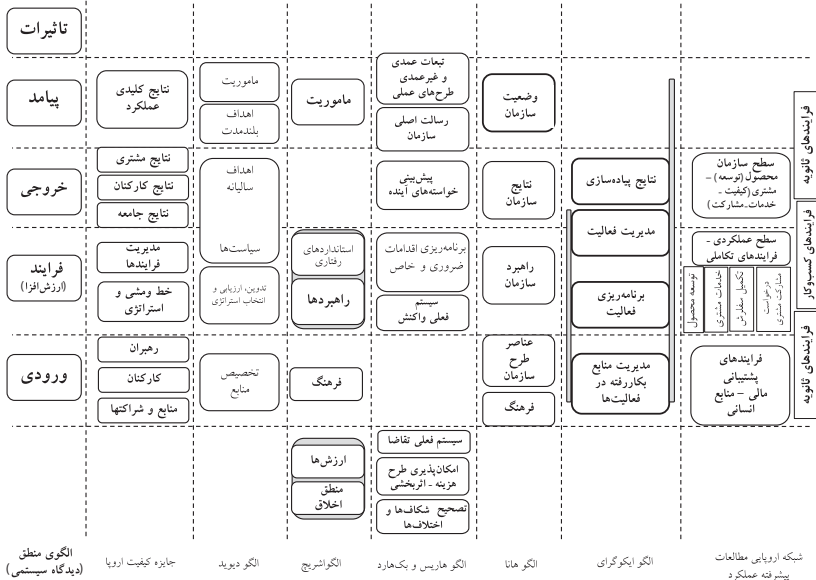 تاثیرات
پیامد
خروجی
فرایند
(ارزش‌افزا)
ورودی
الگوی منطق
(دیدگاه سیستمی)
نتایج کلیدی
عملکرد
نتایج مشتری
نتایج کارکنان
نتایج جامعه
مدیریت
فرایندها
خط ومشی و
استراتژی
رهبران
کارکنان
منابع و شراکتها
جایزه کیفیت اروپا
ماموریت
اهداف
بلندمدت
اهداف
سالیانه
سیاست‌ها
تدوین، ارزیابی و
انتخاب استراتژی
تخصیص
منابع
الگو دیوید
ماموریت
استانداردهای
رفتاری
راهبردها
فرهنگ
ارزش‌ها
منطق
اخلاق
الگواشریج
تبعات عمدی
و غیرعمدی
طرح‌های عملی
رسالت اصلی
سازمان
پیش‌بینی
خواسته‌های آینده
برنامه‌ریزی اقدامات
ضروری و خاص
سیستم
فعلی واکنش
سیستم فعلی تقاضا
امکان‌پذیری طرح
هزینه - اثربخشی
تصحیح شکاف‌ها و
اختلاف‌ها
الگو هاریس و بک‌هارد
وضعیت
سازمان
نتایج
سازمان
راهبرد
سازمان
عناصر
طرح
سازمان
فرهنگ
الگو هانا
نتایج پیاده‌سازی
مدیریت فعالیت
برنامه‌ریزی
فعالیت
مدیریت منابع
بکاررفته در
فعالیت‌ها
الگو ایکوگرای
سطح سازمان
محصول(توسعه) –
مشتری(کیفیت -
خدمات-مشارکت)
سطح عملکردی -
فرایندهای تکاملی
توسعه محصول
خدمات مشتری
تکمیل سفارش
درخواست
مشارکت مشتری
فرایندهای
پشتیبانی
مالی – منابع
انسانی
شبکه اروپایی مطالعات
پیشرفته عملکرد
فرایندهای ثانویه
فرایندهای کسب‌وکار
فرایندهای ثانویه